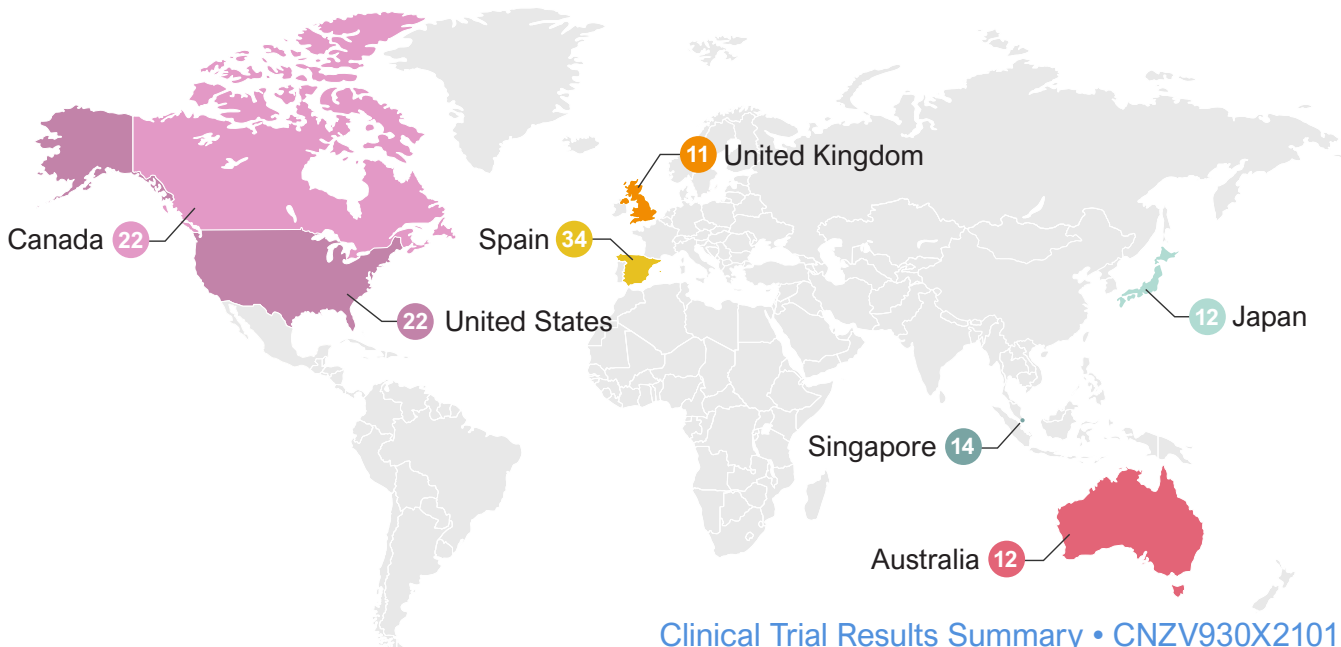 11 United Kingdom
Canada 22
Spain 34
22 United States
12 Japan
Singapore 14
Australia 12
Clinical Trial Results Summary • CNZV930X2101